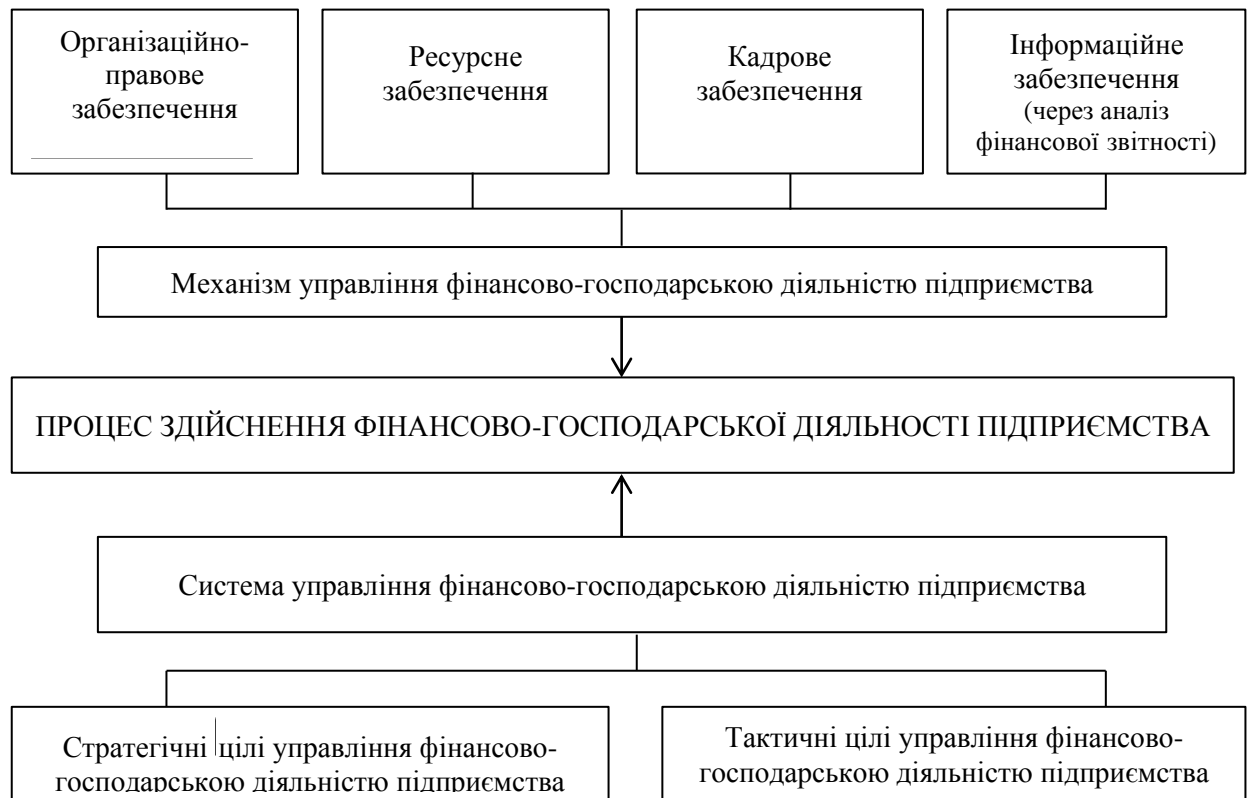 Організаційно-
правове
забезпечення
Ресурсне
забезпечення
Кадрове
забезпечення
Інформаційне
забезпечення
(через аналіз
фінансової звітності)
Механізм управління фінансово-господарською діяльністю підприємства
ПРОЦЕС ЗДІЙСНЕННЯ ФІНАНСОВО-ГОСПОДАРСЬКОЇ ДІЯЛЬНОСТІ ПІДПРИЄМСТВА
Система управління фінансово-господарською діяльністю підприємства
Стратегічні цілі управління фінансово-
господарською діяльністю підприємства
Тактичні цілі управління фінансово-
господарською діяльністю підприємства